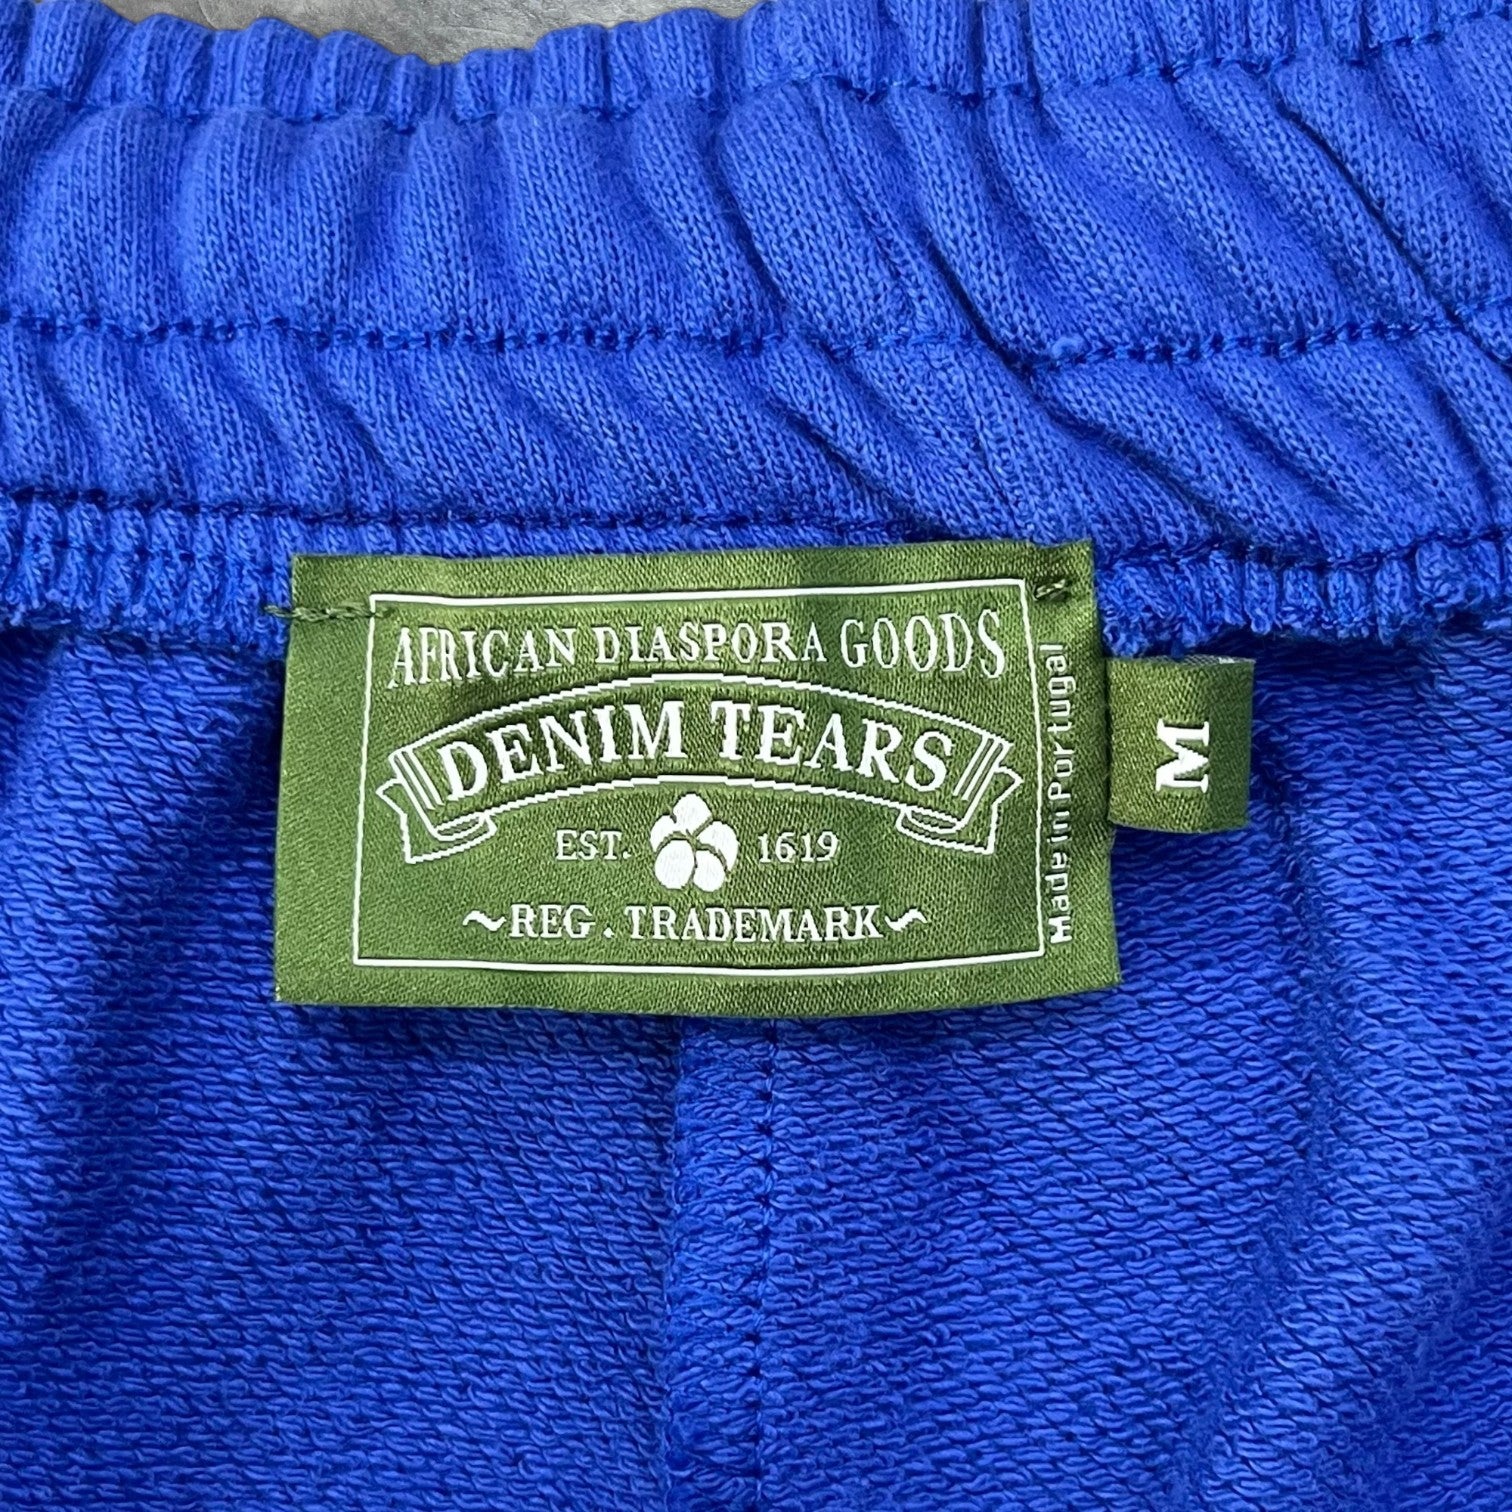 AFRICAN DIASPORA GOODS
DENIM TEARS
EST. 1619
~REG. TRADEMARK~
Made in Portugal
M